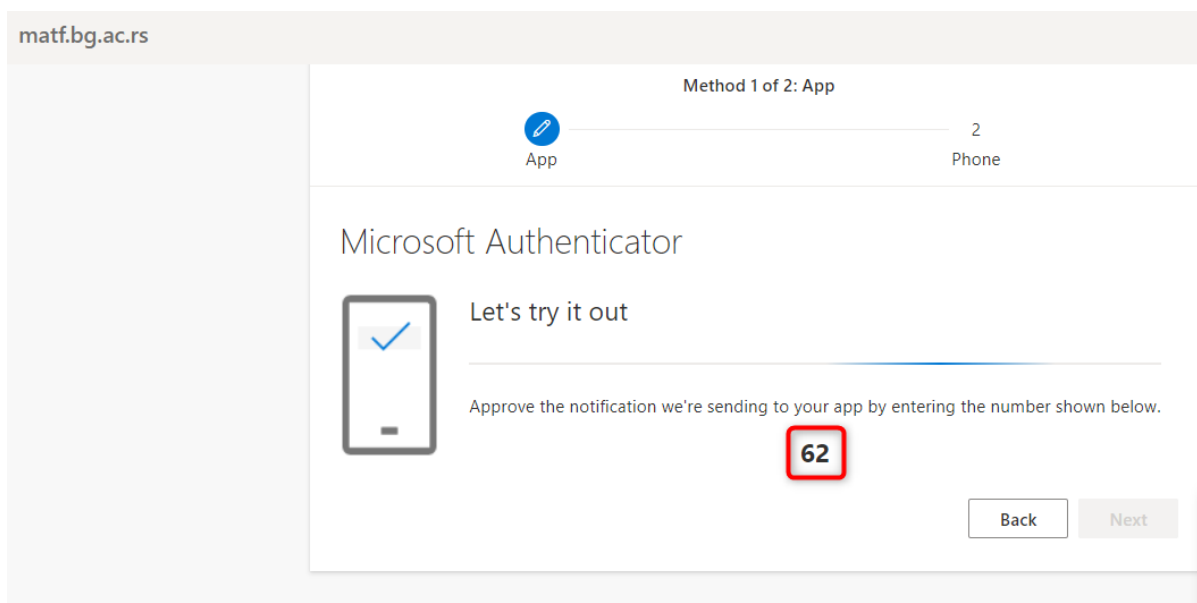 matf.bg.ac.rs
Method 1 of 2: App
2
App
Phone
Microsoft Authenticator
Let's try it out
Approve the notification we're sending to your app by entering the number shown below.
62
Back
Next